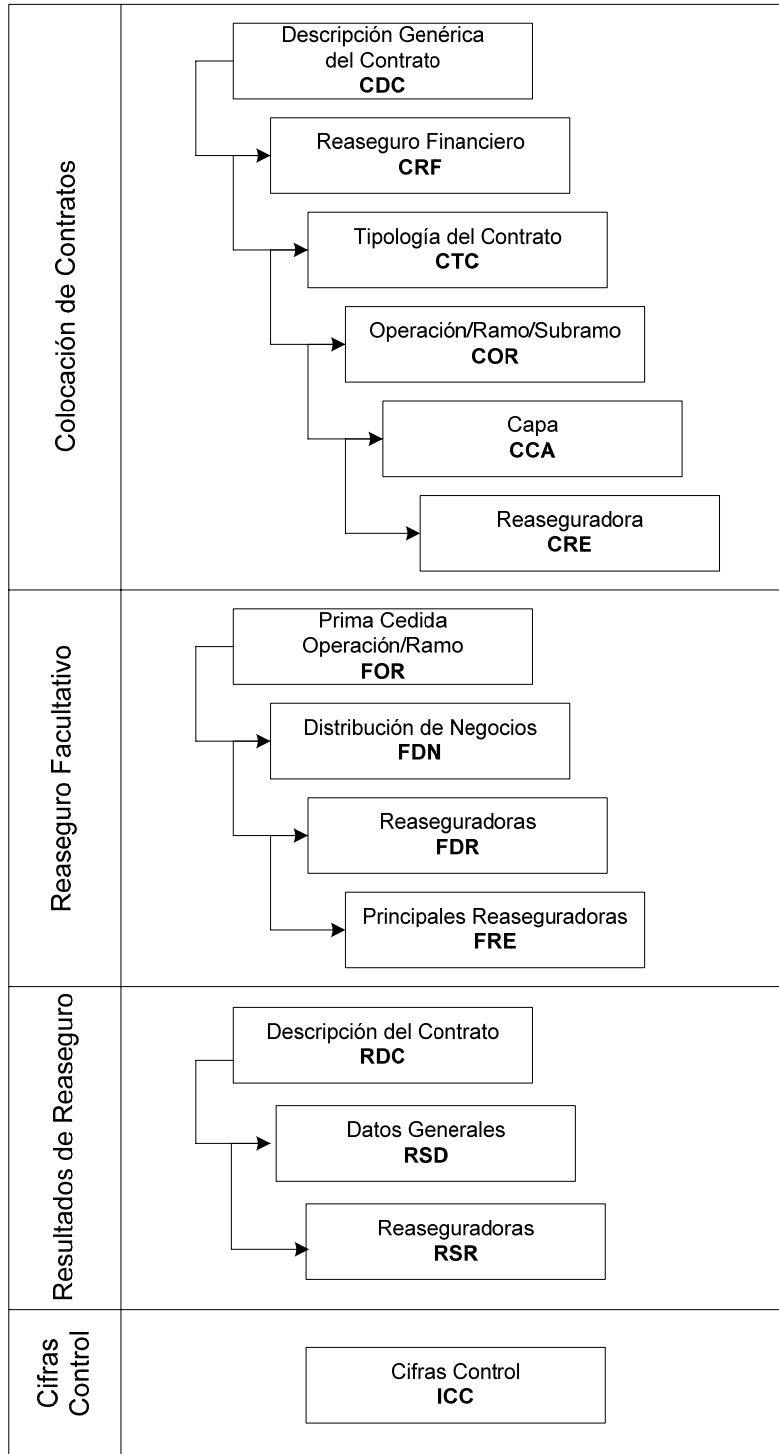 Colocación de Contratos
Descripción Genérica
del Contrato
CDC
Reaseguro Financiero
CRF
Tipología del Contrato
CTC
Operación/Ramo/Subramo
COR
Capa
CCA
Reaseguradora
CRE
Reaseguro Facultativo
Prima Cedida
Operación/Ramo
FOR
Distribución de Negocios
FDN
Reaseguradoras
FDR
Principales Reaseguradoras
FRE
Resultados de Reaseguro
Descripción del Contrato
RDC
Datos Generales
RSD
Reaseguradoras
RSR
Cifras
Control
Cifras Control
ICC